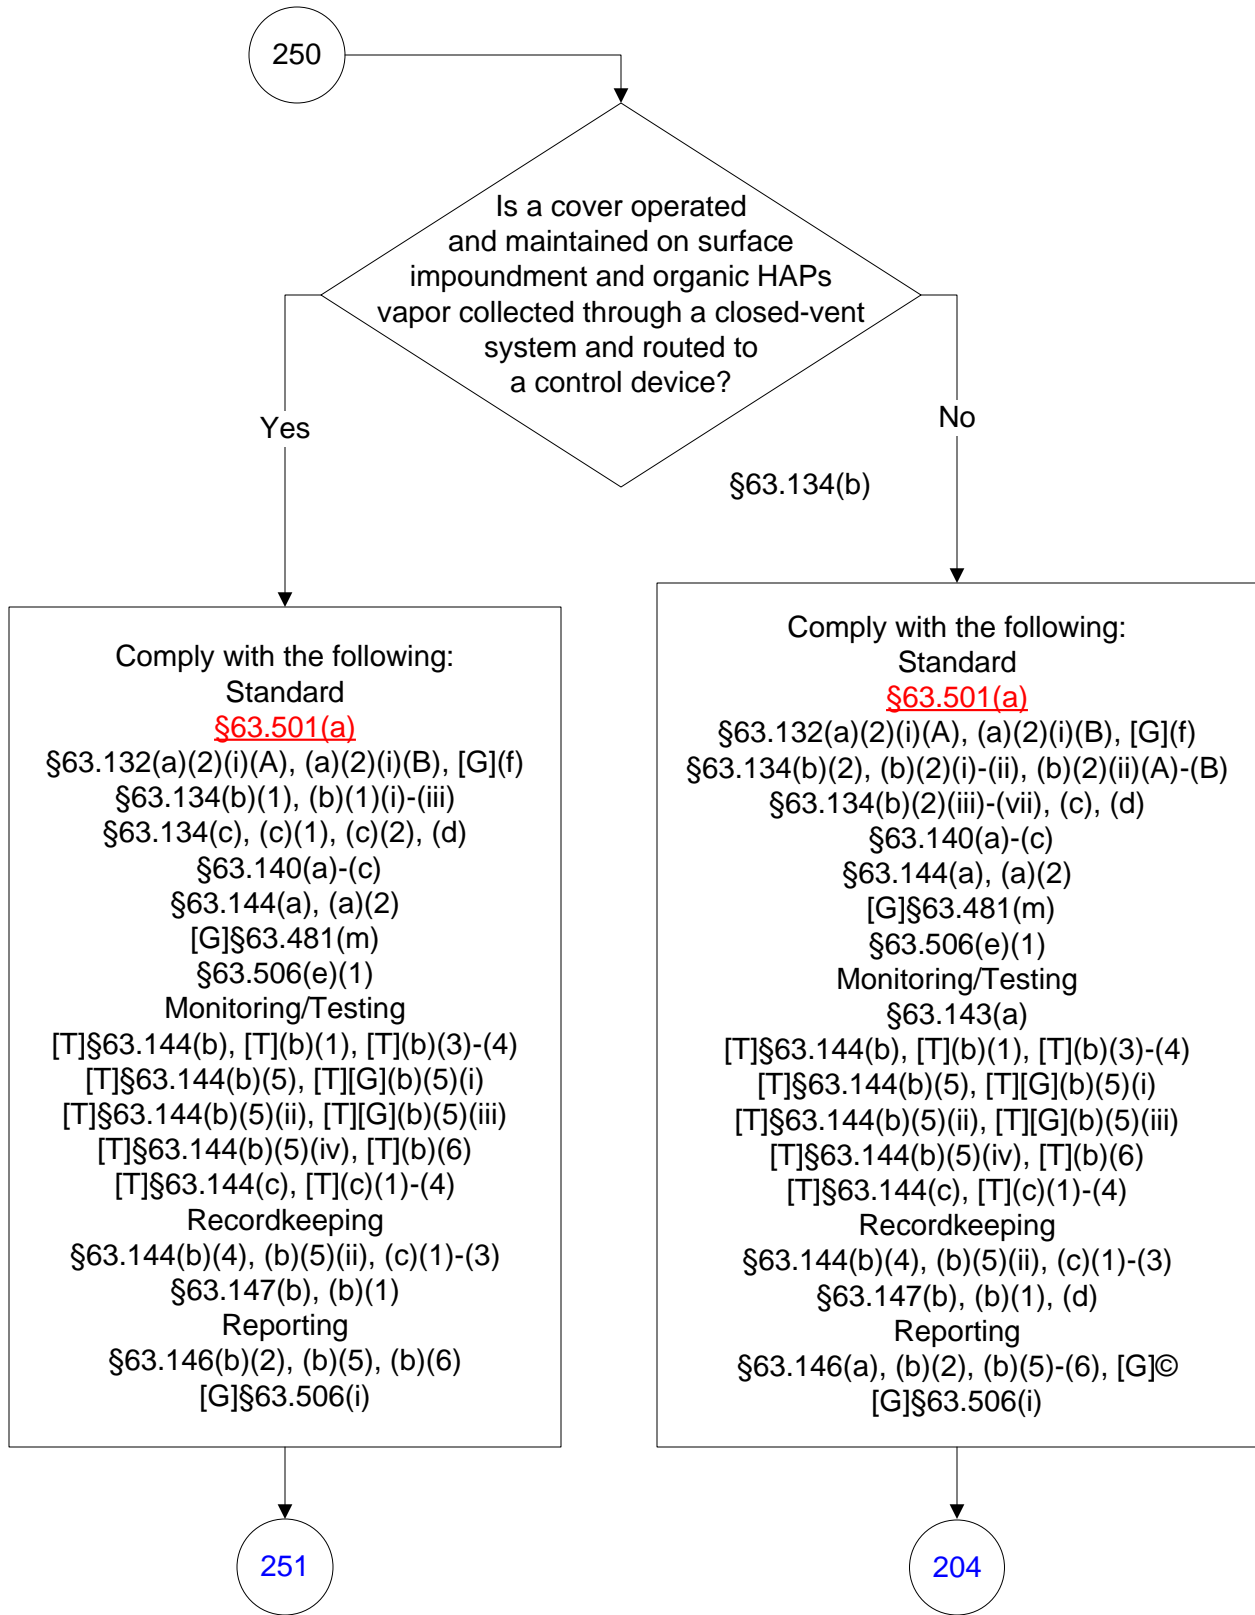 250
Is a cover operated
and maintained on surface
impoundment and organic HAPs
vapor collected through a closed-vent
system and routed to
a control device?
Yes
No
§63.134(b)
Comply with the following:
Standard
§63.501(a)
§63.132(a)(2)(i)(A), (a)(2)(i)(B), [G](f)
§63.134(b)(1), (b)(1)(i)-(iii)
§63.134(c), (c)(1), (c)(2), (d)
§63.140(a)-(c)
§63.144(a), (a)(2)
[G]§63.481(m)
§63.506(e)(1)
Monitoring/Testing
[T]§63.144(b), [T](b)(1), [T](b)(3)-(4)
[T]§63.144(b)(5), [T][G](b)(5)(i)
[T]§63.144(b)(5)(ii), [T][G](b)(5)(iii)
[T]§63.144(b)(5)(iv), [T](b)(6)
[T]§63.144(c), [T](c)(1)-(4)
Recordkeeping
§63.144(b)(4), (b)(5)(ii), (c)(1)-(3)
§63.147(b), (b)(1)
Reporting
§63.146(b)(2), (b)(5), (b)(6)
[G]§63.506(i)
251
Comply with the following:
Standard
§63.501(a)
§63.132(a)(2)(i)(A), (a)(2)(i)(B), [G](f)
§63.134(b)(2), (b)(2)(i)-(ii), (b)(2)(ii)(A)-(B)
§63.134(b)(2)(iii)-(vii), (c), (d)
§63.140(a)-(c)
§63.144(a), (a)(2)
[G]§63.481(m)
§63.506(e)(1)
Monitoring/Testing
§63.143(a)
[T]§63.144(b), [T](b)(1), [T](b)(3)-(4)
[T]§63.144(b)(5), [T][G](b)(5)(i)
[T]§63.144(b)(5)(ii), [T][G](b)(5)(iii)
[T]§63.144(b)(5)(iv), [T](b)(6)
[T]§63.144(c), [T](c)(1)-(4)
Recordkeeping
§63.144(b)(4), (b)(5)(ii), (c)(1)-(3)
§63.147(b), (b)(1), (d)
Reporting
§63.146(a), (b)(2), (b)(5)-(6), [G]©
[G]§63.506(i)
204